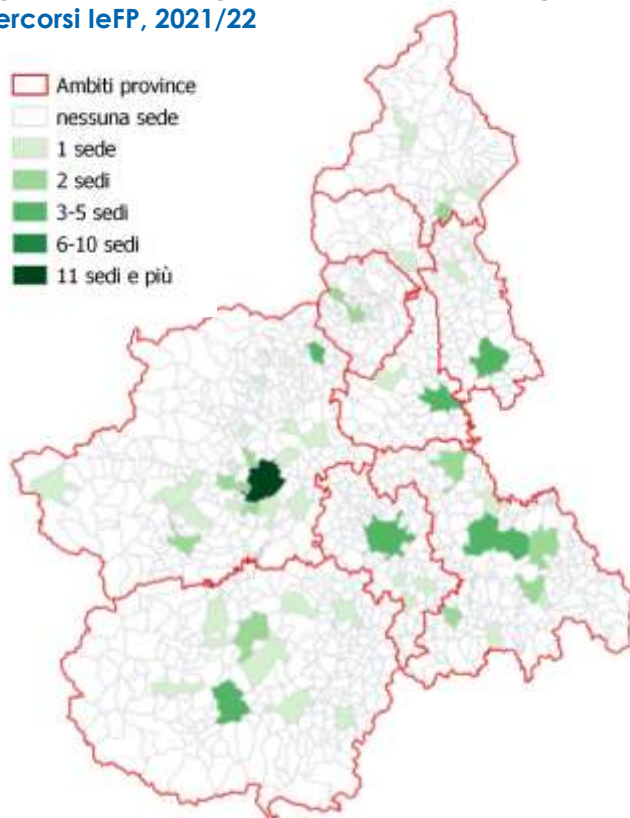 ercorsi IeFP, 2021/22
Ambiti province
nessuna sede
1 sede
2 sedi
3-5 sedi
6-10 sedi
11 sedi e più